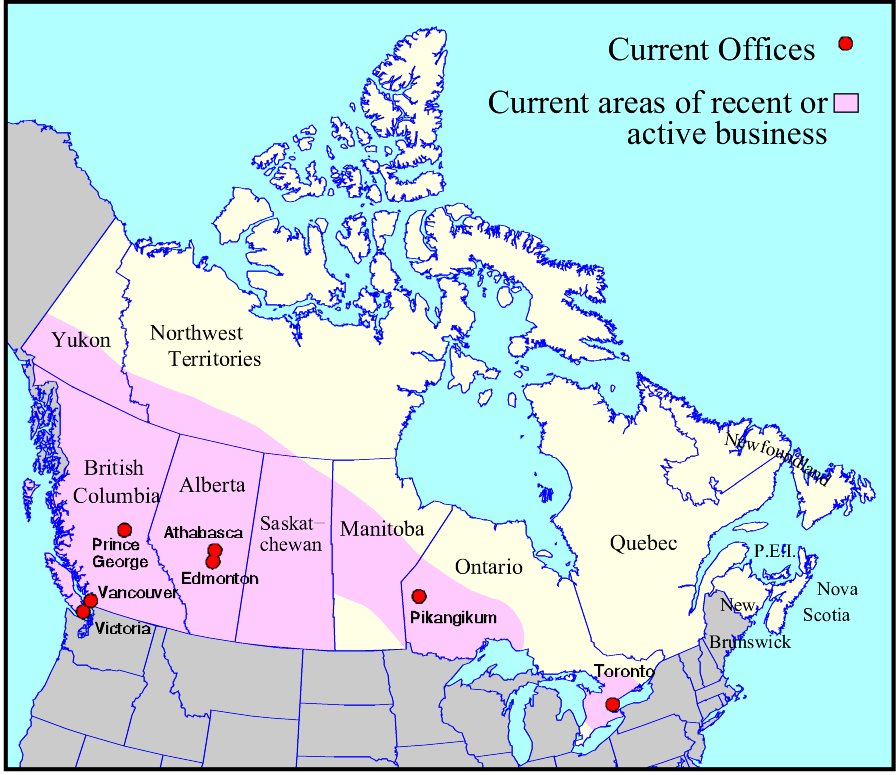 Current Offices
Current areas of recent or
active business
Yukon
Northwest
Territories
British
Columbia
Alberta
Saskat–
chewan
Manitoba
Ontario
Quebec
Newfoundland
P.E.I.
Nova
Scotia
New
Brunswick
Prince
George
Athabasca
Edmonton
Vancouver
Victoria
Pikangikum
Toronto